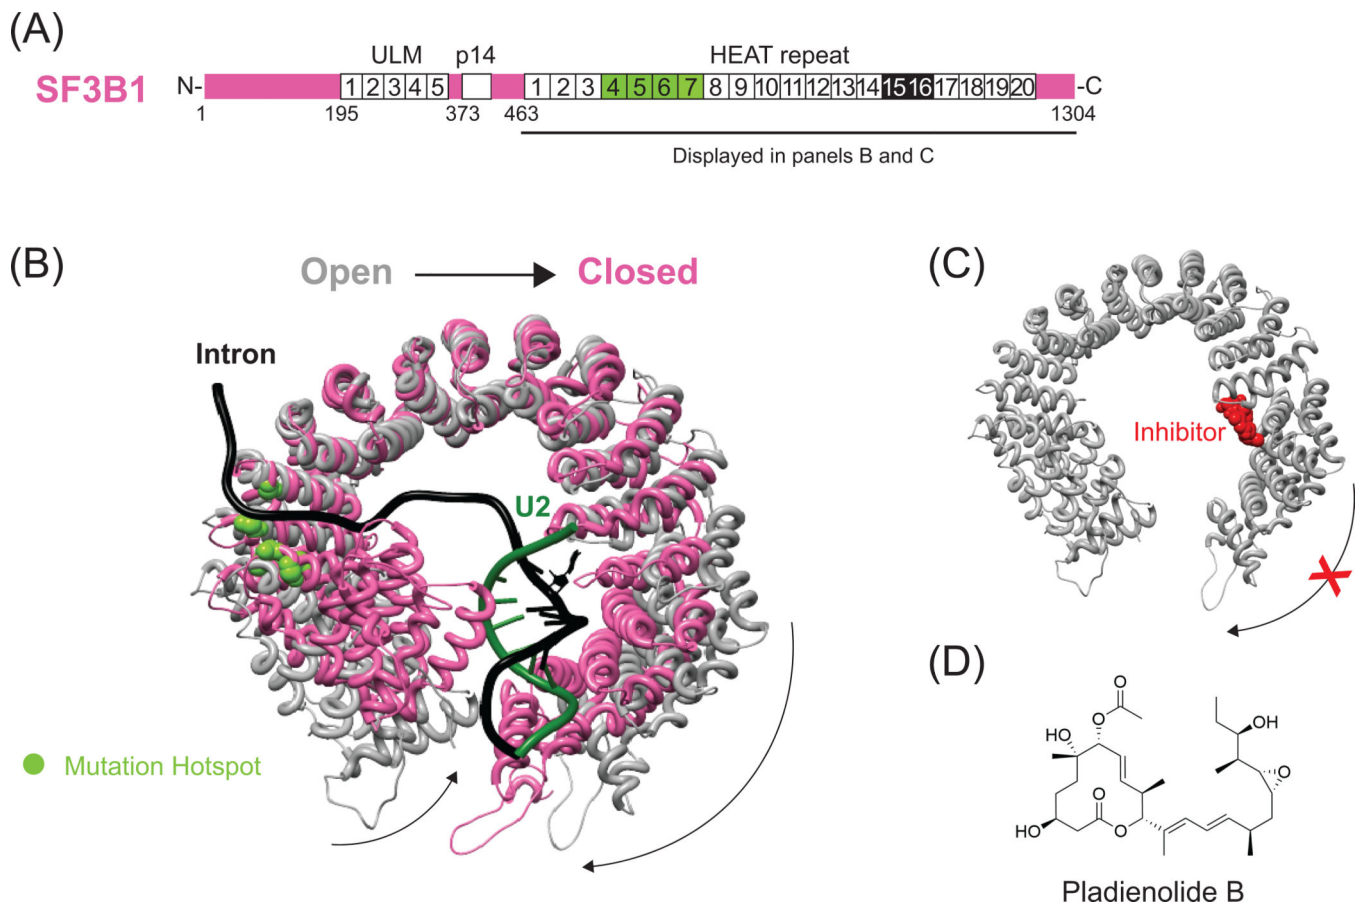 (A)
ULM p14 HEAT repeat
SF3B1 N- 1 2 3 4 5 1 2 3 4 5 6 7 8 9 10 11 12 13 14 15 16 17 18 19 20 -C
1 195 373 463 1304
Displayed in panels B and C
(B)
Open Closed
Intron
U2
Mutation Hotspot
(C)
Inhibitor
X
(D)
O
O
HO
OH
O
O
O
HO
Pladienolide B